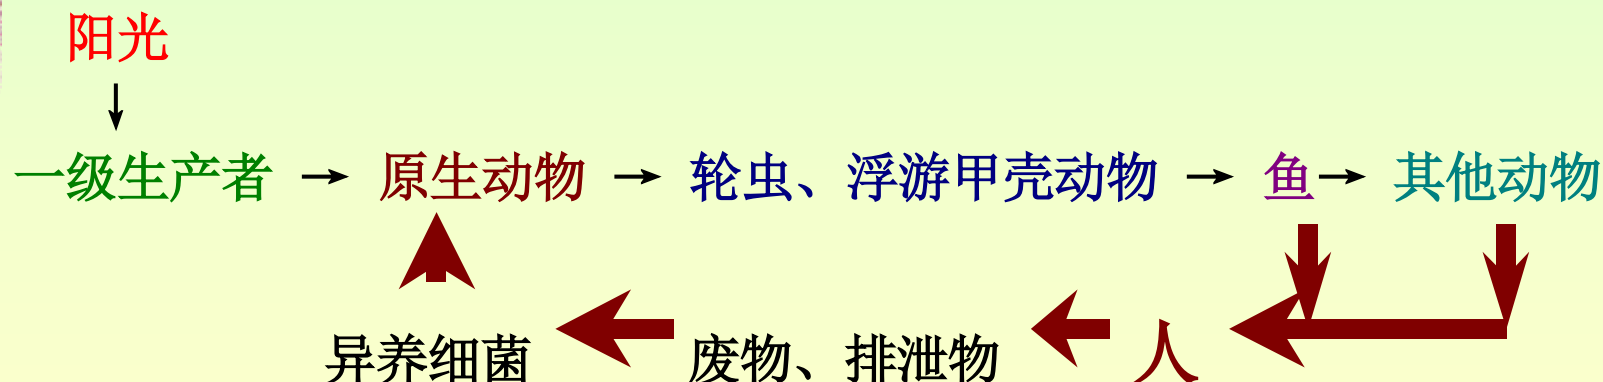 阳光
一级生产者 → 原生动物 → 轮虫、浮游甲壳动物 → 鱼 → 其他动物
异养细菌 废物、排泄物 人